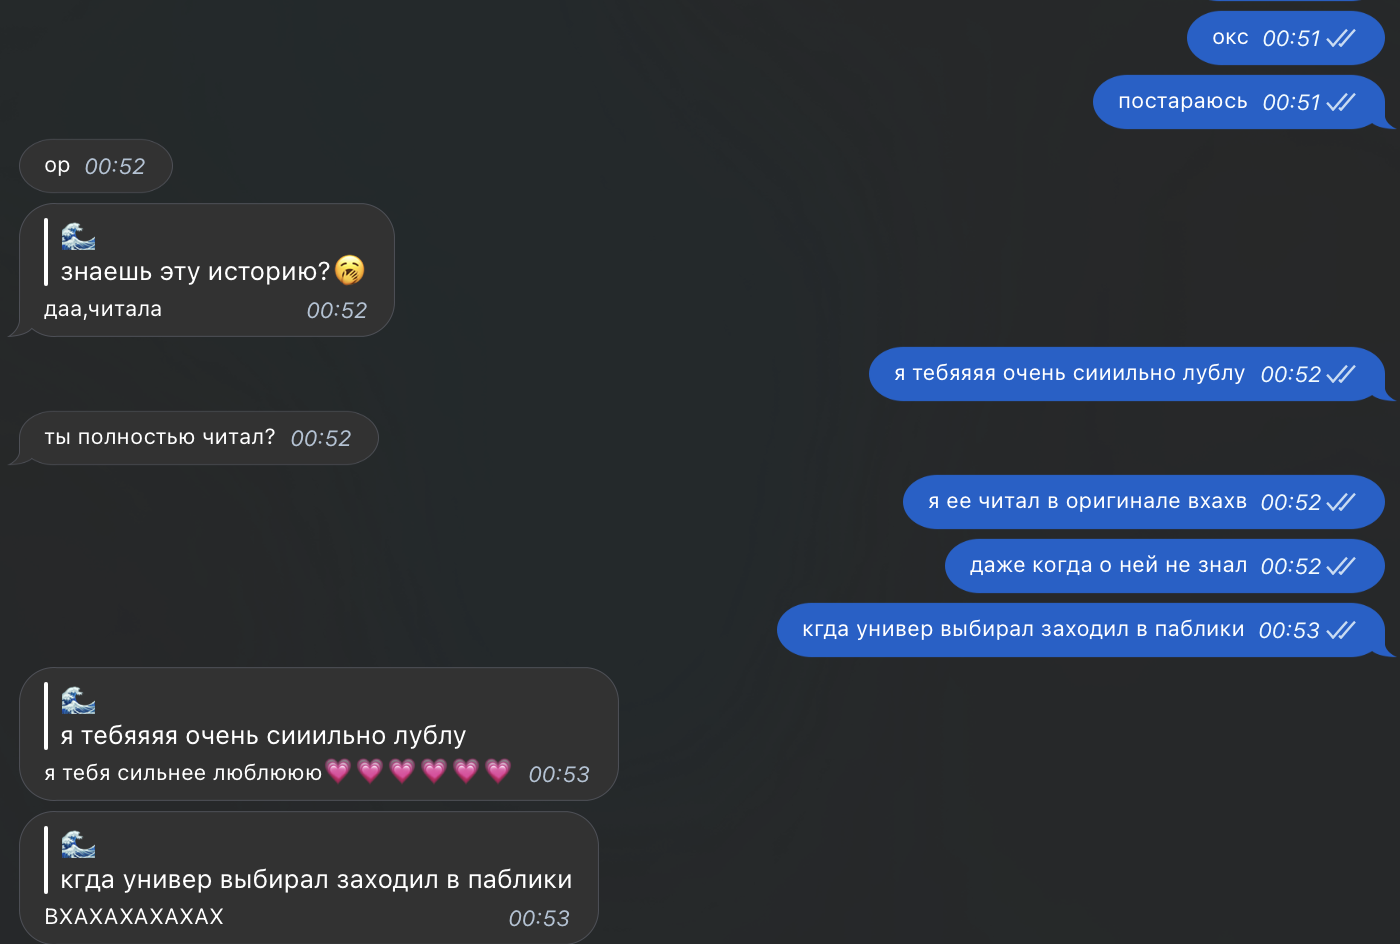 окс 00:51
постараюсь 00:51
ор 00:52
🌊
знаешь эту историю?🥱
даа,читала 00:52
я тебяяяя очень сииильно лублу 00:52
ты полностью читал? 00:52
я ее читал в оригинале вхахв 00:52
даже когда о ней не знал 00:52
кгда универ выбирал заходил в паблики 00:53
🌊
я тебяяяя очень сииильно лублу
я тебя сильнее люблюююю💗💗💗💗💗💗 00:53
🌊
кгда универ выбирал заходил в паблики
ВХАХАХАХАХАХ 00:53